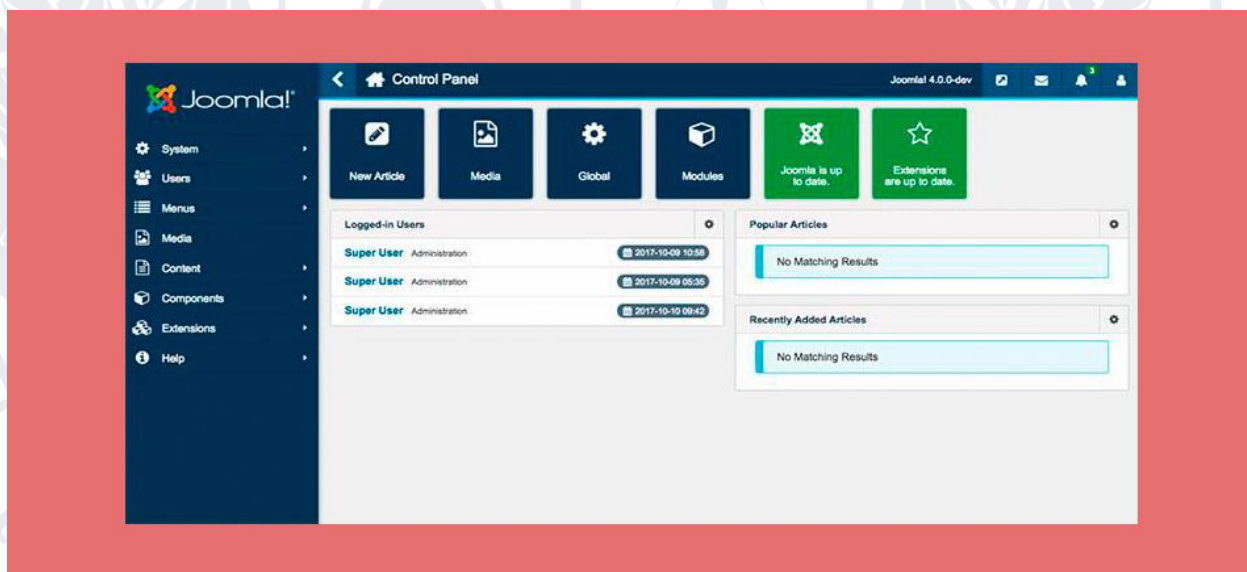 Joomla!
System
Users
Menus
Media
Content
Components
Extensions
Help
Control Panel
Joomla! 4.0.0-dev
3
New Article
Media
Global
Modules
Joomla is up
to date.
Extensions
are up to date.
Logged-in Users
Super User Administration 2017-10-09 10:56
Super User Administration 2017-10-09 05:35
Super User Administration 2017-10-10 09:42
Popular Articles
No Matching Results
Recently Added Articles
No Matching Results